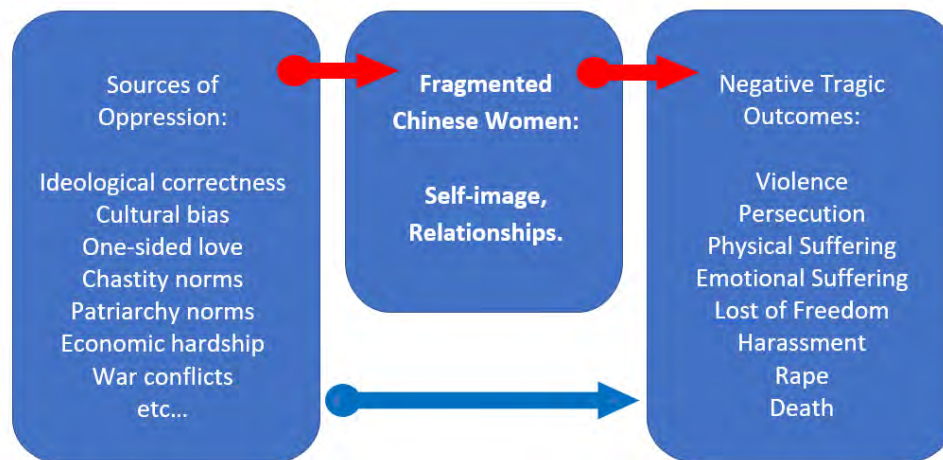 Sources of
Oppression:
Ideological correctness
Cultural bias
One-sided love
Chastity norms
Patriarchy norms
Economic hardship
War conflicts
etc...
Fragmented
Chinese Women:
Self-image,
Relationships.
Negative Tragic
Outcomes:
Violence
Persecution
Physical Suffering
Emotional Suffering
Lost of Freedom
Harassment
Rape
Death